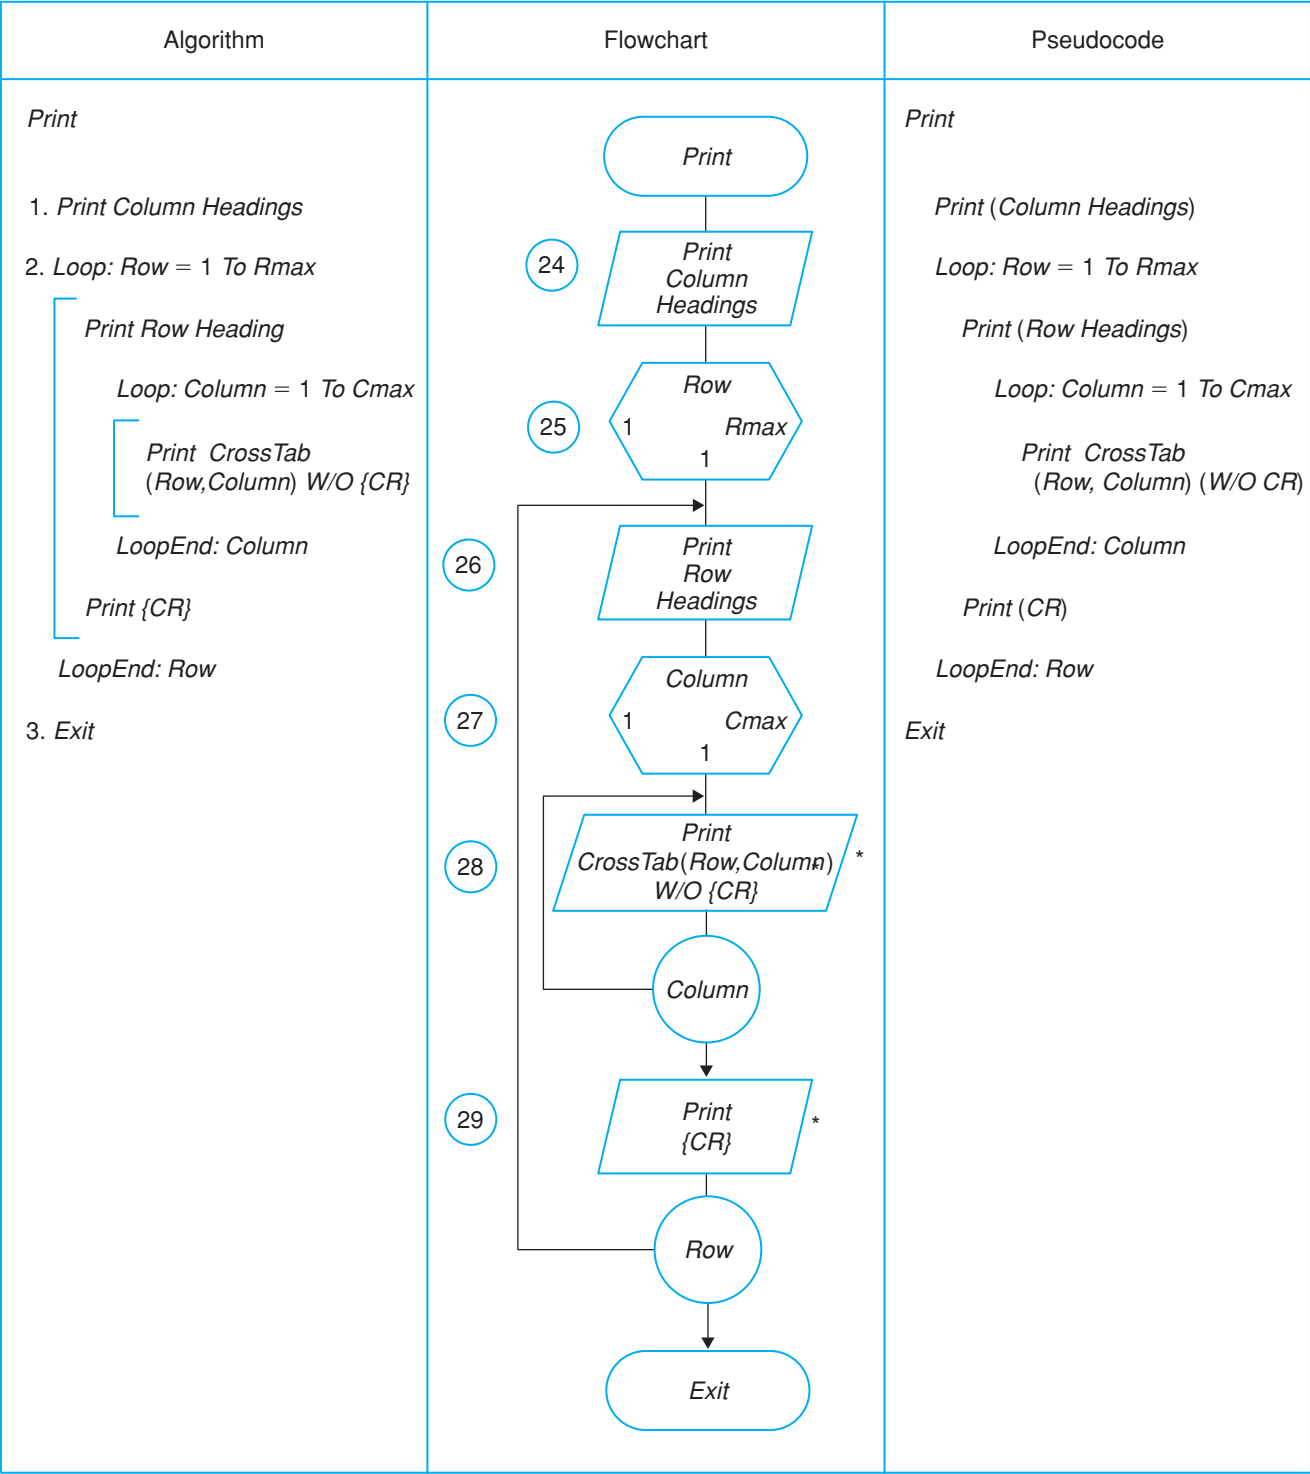 Algorithm
Flowchart
Pseudocode
Print
1. Print Column Headings
2. Loop: Row = 1 To Rmax
Print Row Heading
Loop: Column = 1 To Cmax
Print CrossTab
(Row,Column) W/O {CR}
LoopEnd: Column
Print {CR}
LoopEnd: Row
3. Exit
Print
24
Print
Column
Headings
25
Row
1 Rmax
1
26
Print
Row
Headings
27
Column
1 Cmax
1
28
Print
CrossTab(Row,Column)
*
*
W/O {CR}
Column
29
Print
{CR}
*
Row
Exit
Print
Print (Column Headings)
Loop: Row = 1 To Rmax
Print (Row Headings)
Loop: Column = 1 To Cmax
Print CrossTab
(Row, Column) (W/O CR)
LoopEnd: Column
Print (CR)
LoopEnd: Row
Exit